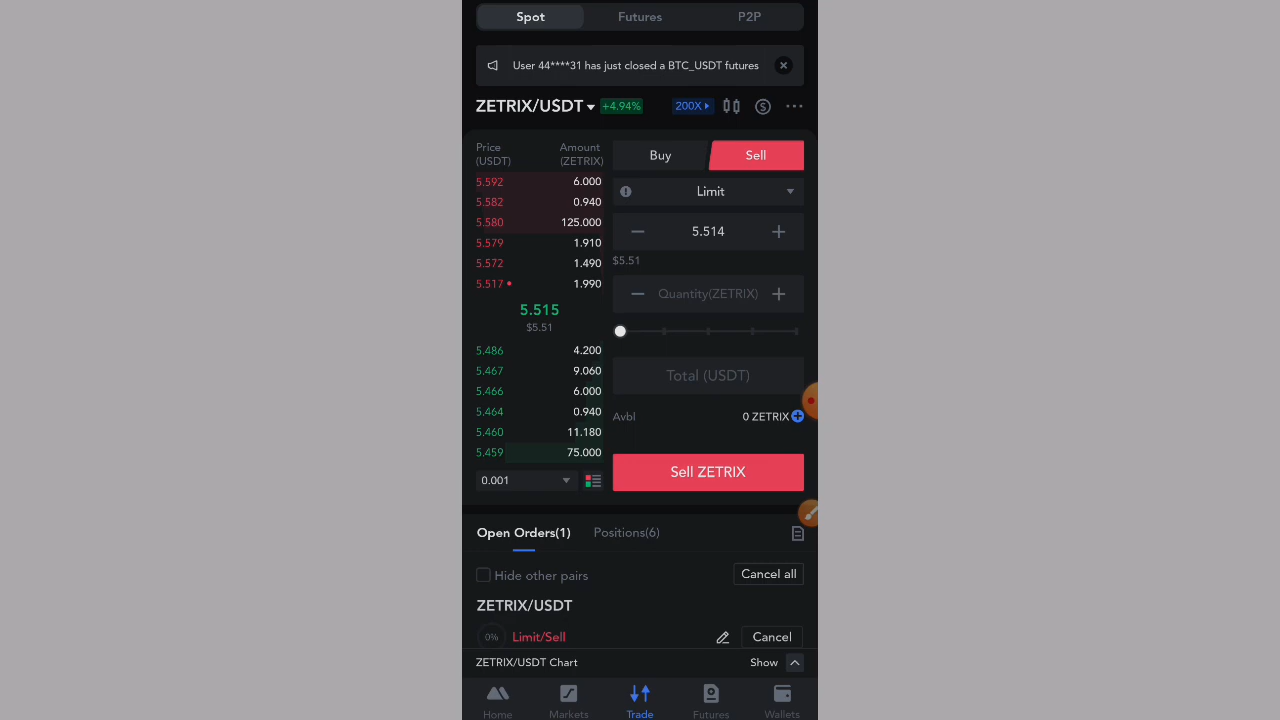 Spot Futures P2P
User 44****31 has just closed a BTC_USDT futures
ZETRIX/USDT +4.94% 200X
Price (USDT) Amount (ZETRIX)
Buy Sell
5.592 6.000
5.582 0.940
5.580 125.000
5.579 1.910
5.572 1.490
5.517 1.990
5.515
$5.51
5.486 4.200
5.467 9.060
5.466 6.000
5.464 0.940
5.460 11.180
5.459 75.000
0.001
Limit
5.514
$5.51
Quantity(ZETRIX)
Total (USDT)
Avbl 0 ZETRIX
Sell ZETRIX
Open Orders(1) Positions(6)
Hide other pairs Cancel all
ZETRIX/USDT
0% Limit/Sell Cancel
ZETRIX/USDT Chart Show
Home Markets Trade Futures Wallets